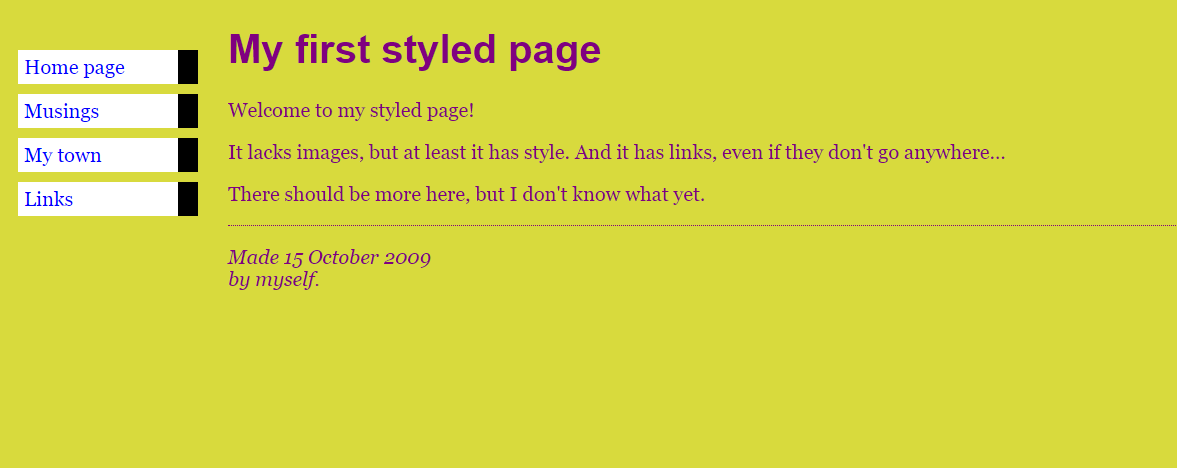 Home page
Musings
My town
Links
My first styled page
Welcome to my styled page!
It lacks images, but at least it has style. And it has links, even if they don't go anywhere…
There should be more here, but I don't know what yet.
Made 15 October 2009
by myself.